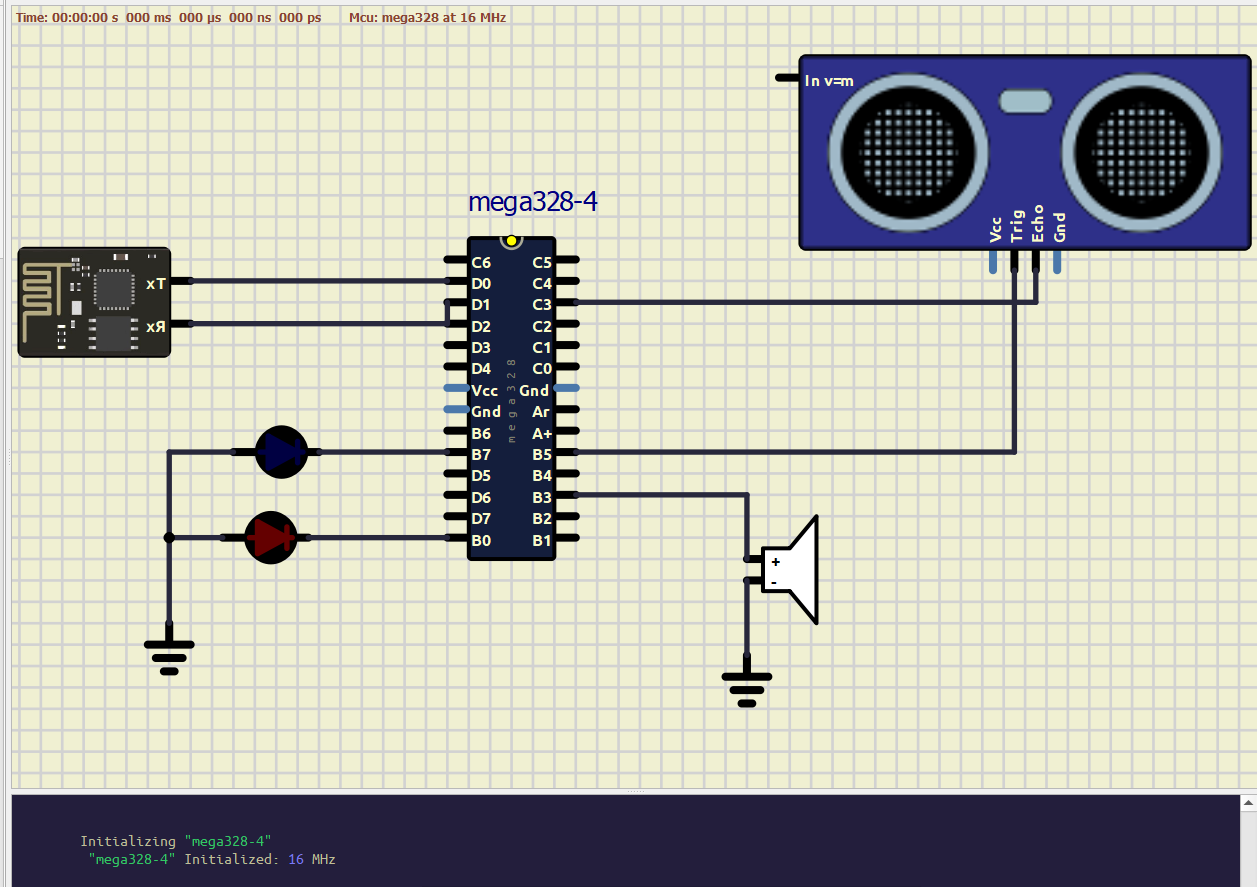 Time: 00:00:00 s 000 ms 000 µs 000 ns 000 ps Mcu: mega328 at 16 MHz
In v=m
Vcc
Trig
Echo
Gnd
mega328-4
xT
xR
C6 C5
D0 C4
D1 C3
D2 C2
D3 C1
D4 C0
Vcc Gnd
Gnd Ar
B6 A+
B7 B5
D5 B4
D6 B3
D7 B2
B0 B1
mega328
+
-
Initializing "mega328-4"
"mega328-4" Initialized: 16 MHz